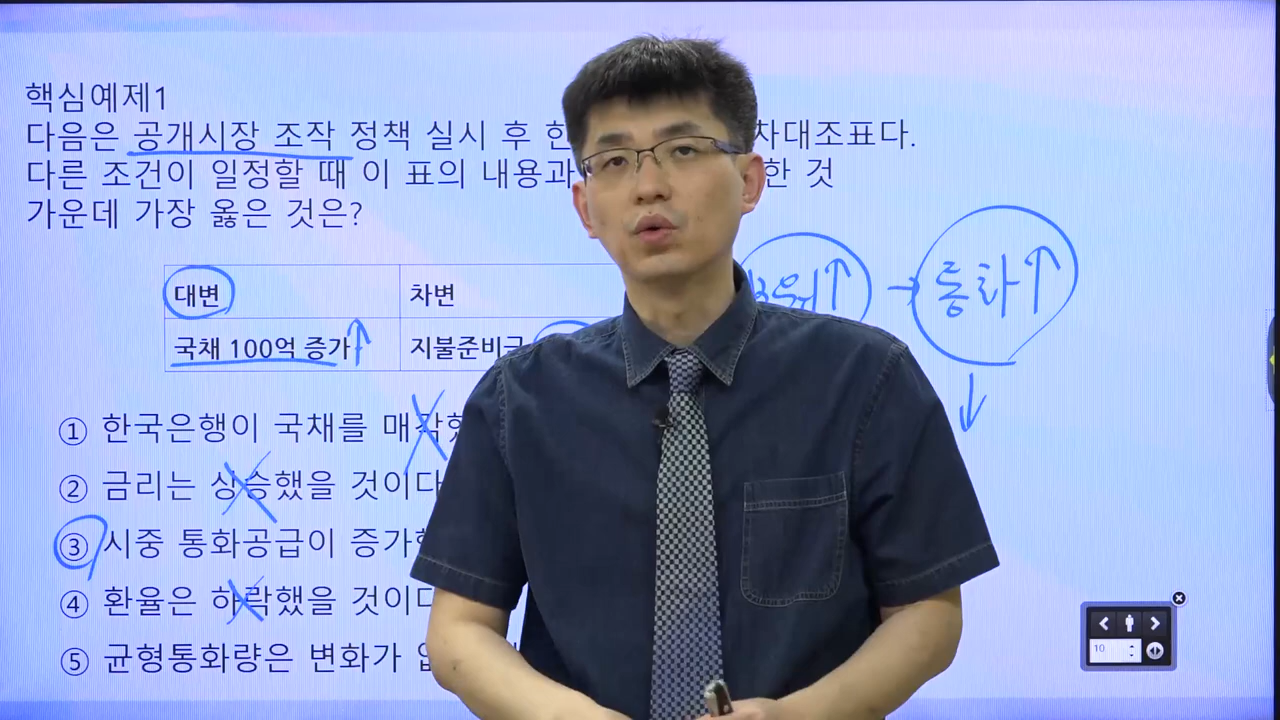 핵심예제1
다음은 공개시장 조작 정책 실시 후 한 차대조표다.
다른 조건이 일정할 때 이 표의 내용과 한 것
가운데 가장 옳은 것은?
대변 차변
국채 100억 증가↑ 지불준비금
↑ → 통화↑
↓
① 한국은행이 국채를 매각했
② 금리는 상승했을 것이다
③ 시중 통화공급이 증가했
④ 환율은 하락했을 것이다
⑤ 균형통화량은 변화가
10